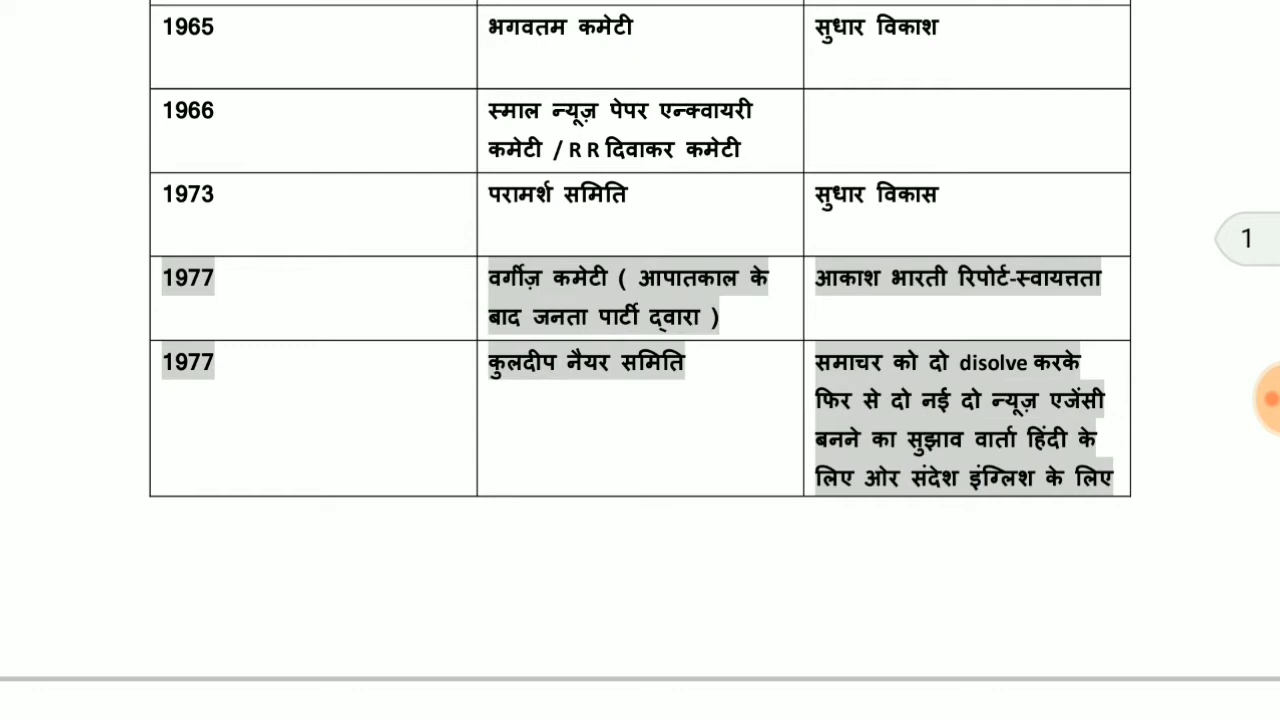 1965 भगवतम कमेटी सुधार विकाश
1966 स्माल न्यूज़ पेपर एन्क्वायरी
कमेटी / R R दिवाकर कमेटी
1973 परामर्श समिति सुधार विकास
1977 वर्गीज़ कमेटी ( आपातकाल के आकाश भारती रिपोर्ट-स्वायत्तता
बाद जनता पार्टी द्वारा )
1977 कुलदीप नैयर समिति समाचर को दो disolve करके
फिर से दो नई दो न्यूज़ एजेंसी
बनने का सुझाव वार्ता हिंदी के
लिए ओर संदेश इंग्लिश के लिए
1